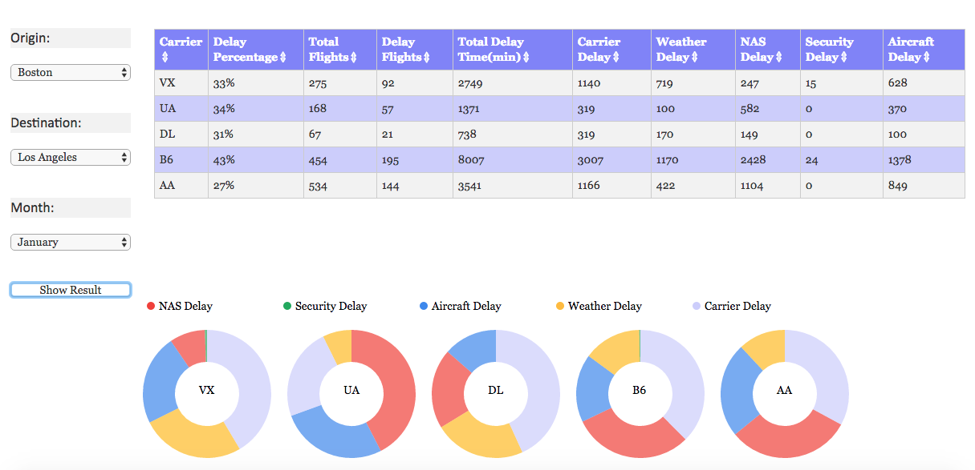 Origin:
Boston
Destination:
Los Angeles
Month:
January
Show Result
Carrier Delay Percentage Total Flights Delay Flights Total Delay Time(min) Carrier Delay Weather Delay NAS Delay Security Delay Aircraft Delay
VX 33% 275 92 2749 1140 719 247 15 628
UA 34% 168 57 1371 319 100 582 0 370
DL 31% 67 21 738 319 170 149 0 100
B6 43% 454 195 8007 3007 1170 2428 24 1378
AA 27% 534 144 3541 1166 422 1104 0 849
NAS Delay Security Delay Aircraft Delay Weather Delay Carrier Delay
VX UA DL B6 AA